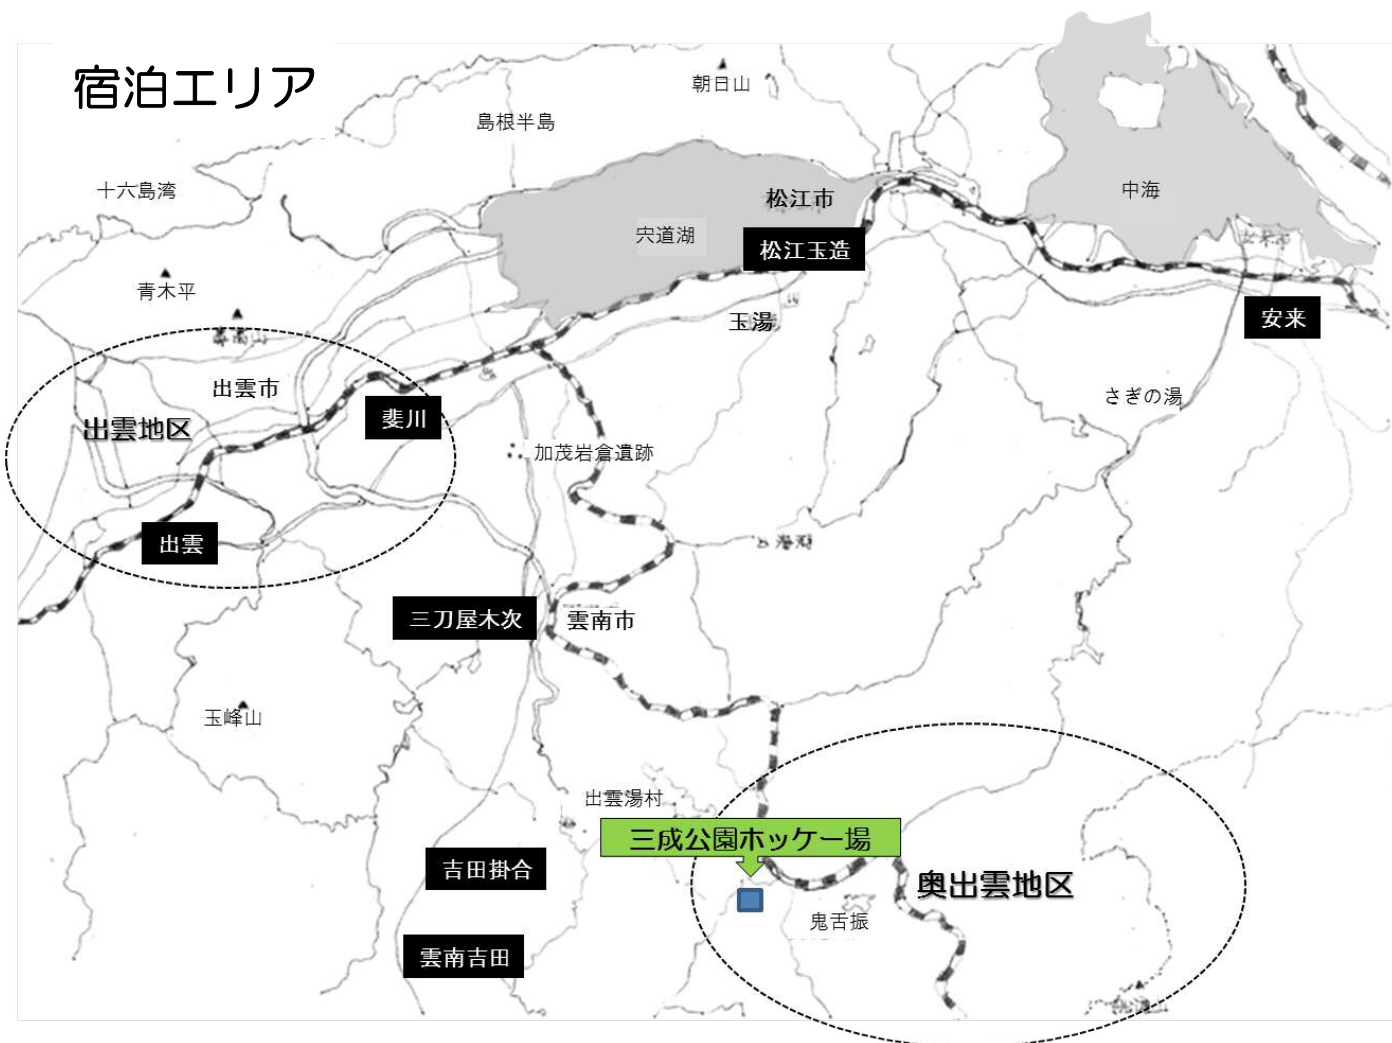 宿泊エリア
朝日山
島根半島
十六島湾
松江市
中海
宍道湖
松江玉造
青木平
玉湯
安来
出雲市
さぎの湯
斐川
出雲地区
加茂岩倉遺跡
出雲
三刀屋木次
雲南市
玉峰山
出雲湯村
三成公園ホッケー場
吉田掛合
奥出雲地区
鬼舌振
雲南吉田